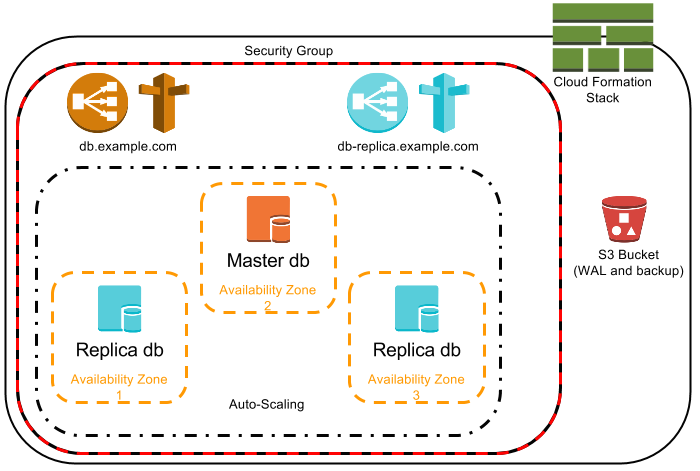 Security Group
Cloud Formation
Stack
db.example.com
db-replica.example.com
Master db
Availability Zone
2
S3 Bucket
(WAL and backup)
Replica db
Availability Zone
1
Replica db
Availability Zone
3
Auto-Scaling